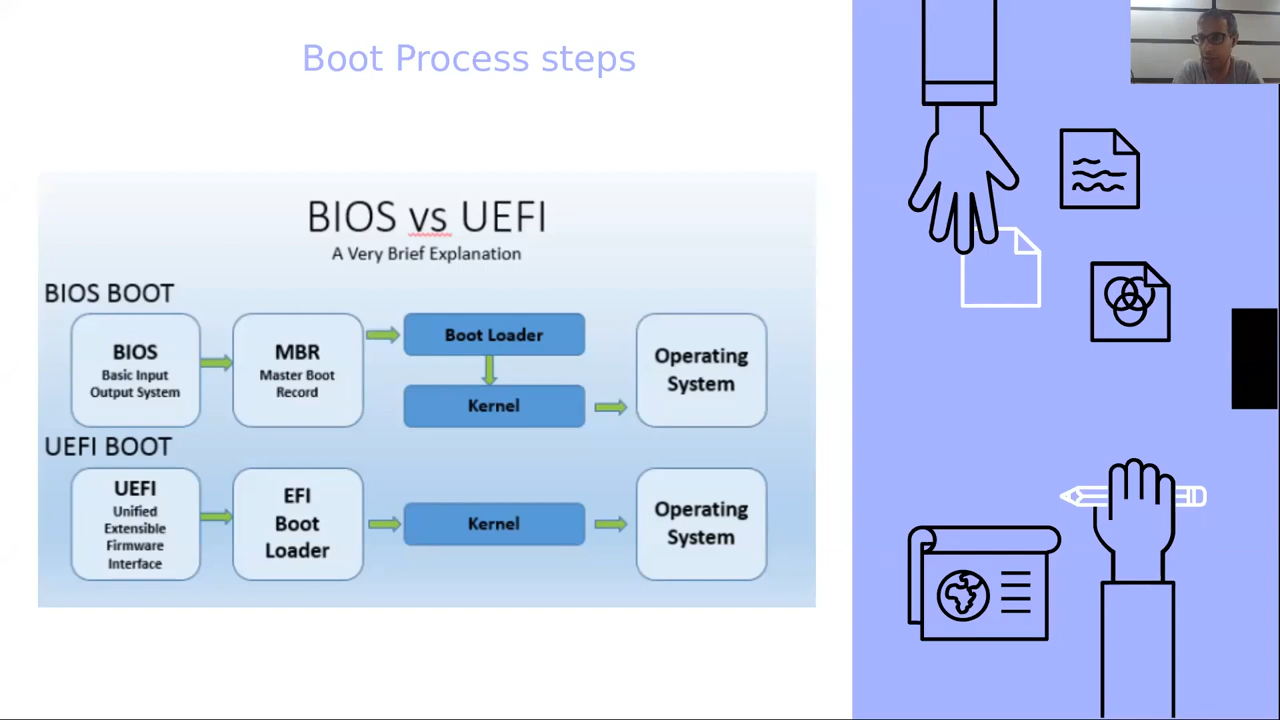 Boot Process steps
BIOS vs UEFI
A Very Brief Explanation
BIOS BOOT
BIOS
Basic Input
Output System
MBR
Master Boot
Record
Boot Loader
Kernel
Operating
System
UEFI BOOT
UEFI
Unified
Extensible
Firmware
Interface
EFI
Boot
Loader
Kernel
Operating
System